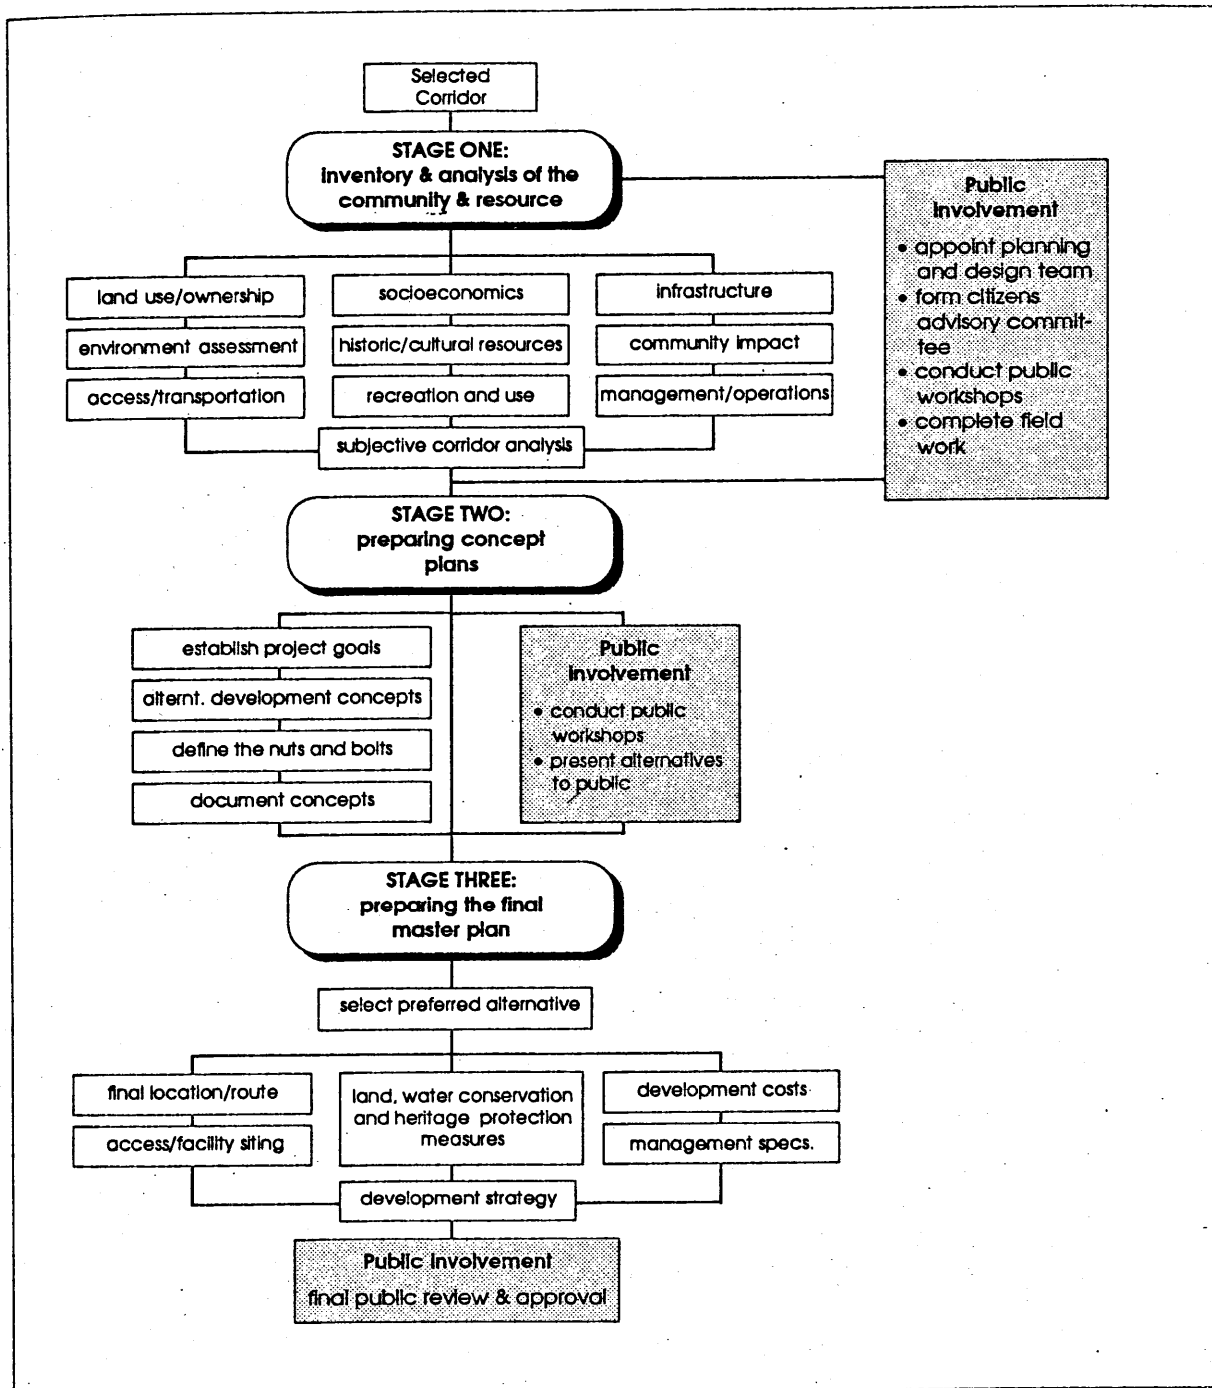 Selected
Corridor
STAGE ONE:
inventory & analysis of the
community & resource
Public
Involvement
• appoint planning
and design team
• form citizens
advisory commit-
tee
• conduct public
workshops
• complete field
work
land use/ownership
socioeconomics
infrastructure
environment assessment
historic/cultural resources
community impact
access/transportation
recreation and use
management/operations
subjective corridor analysis
STAGE TWO:
preparing concept
plans
establish project goals
alternt. development concepts
define the nuts and bolts
document concepts
Public
Involvement
• conduct public
workshops
• present alternatives
to public
STAGE THREE:
preparing the final
master plan
select preferred alternative
final location/route
access/facility siting
land, water conservation
and heritage protection
measures
development costs
management specs.
development strategy
Public Involvement
final public review & approval